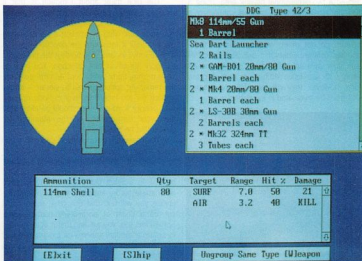 DDG Type 42/3
Mk8 114mm/55 Gun
1 Barrel
Sea Dart Launcher
2 Rails
2 * GAM-B01 20mm/80 Gun
1 Barrel each
2 * Mk4 20mm/80 Gun
1 Barrel each
2 * LS-30B 30mm Gun
2 Barrels each
2 * Mk32 324mm TT
3 Tubes each
Ammunition Qty Target Range Hit % Damage
114mm Shell 80 SURF 7.0 50 21
AIR 3.2 40 KILL
[E]xit [S]hip Ungroup Same Type [W]eapon